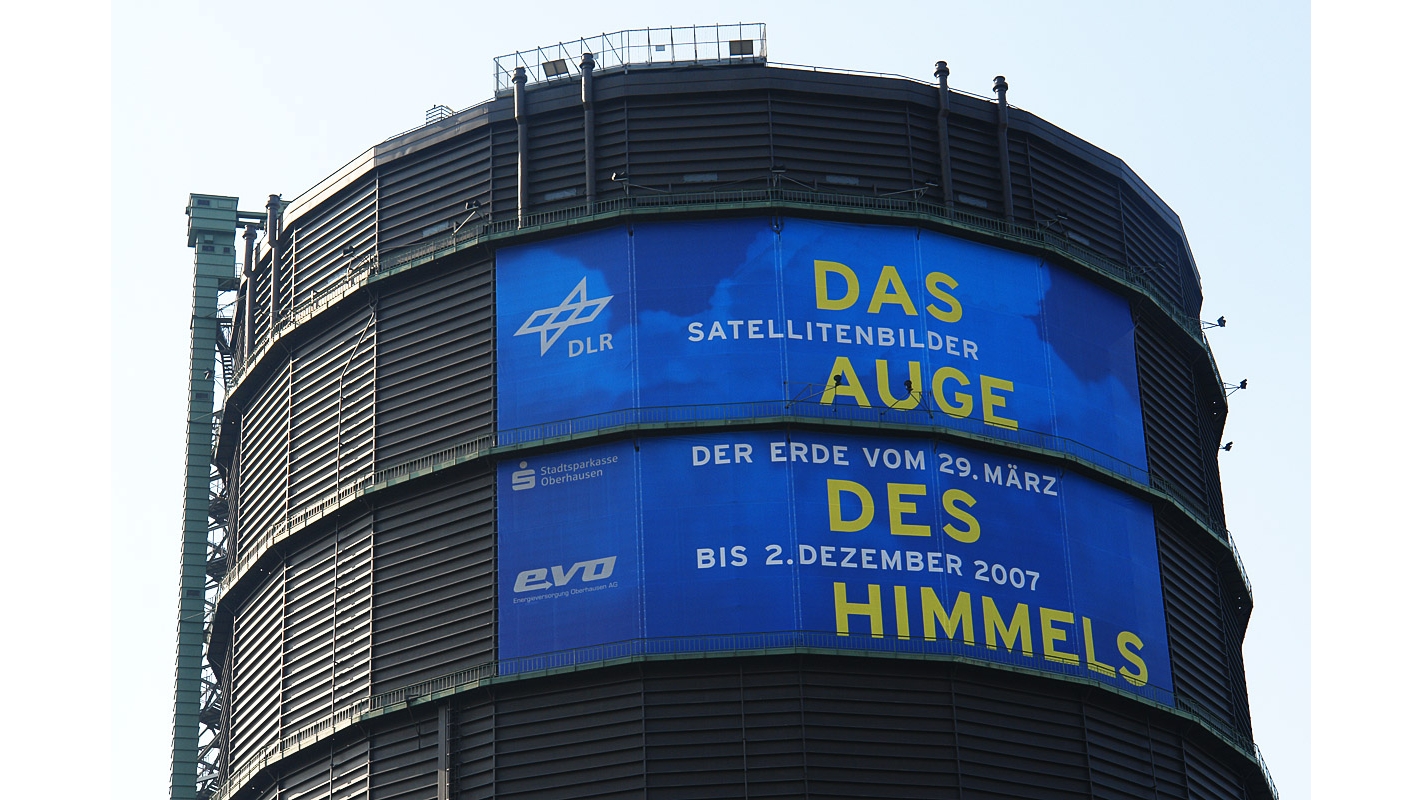 DLR
DAS
SATELLITENBILDER
AUGE
Stadtsparkasse
Oberhausen
DER ERDE VOM 29. MÄRZ
DES
BIS 2. DEZEMBER 2007
evo
Energieversorgung Oberhausen AG
HIMMELS